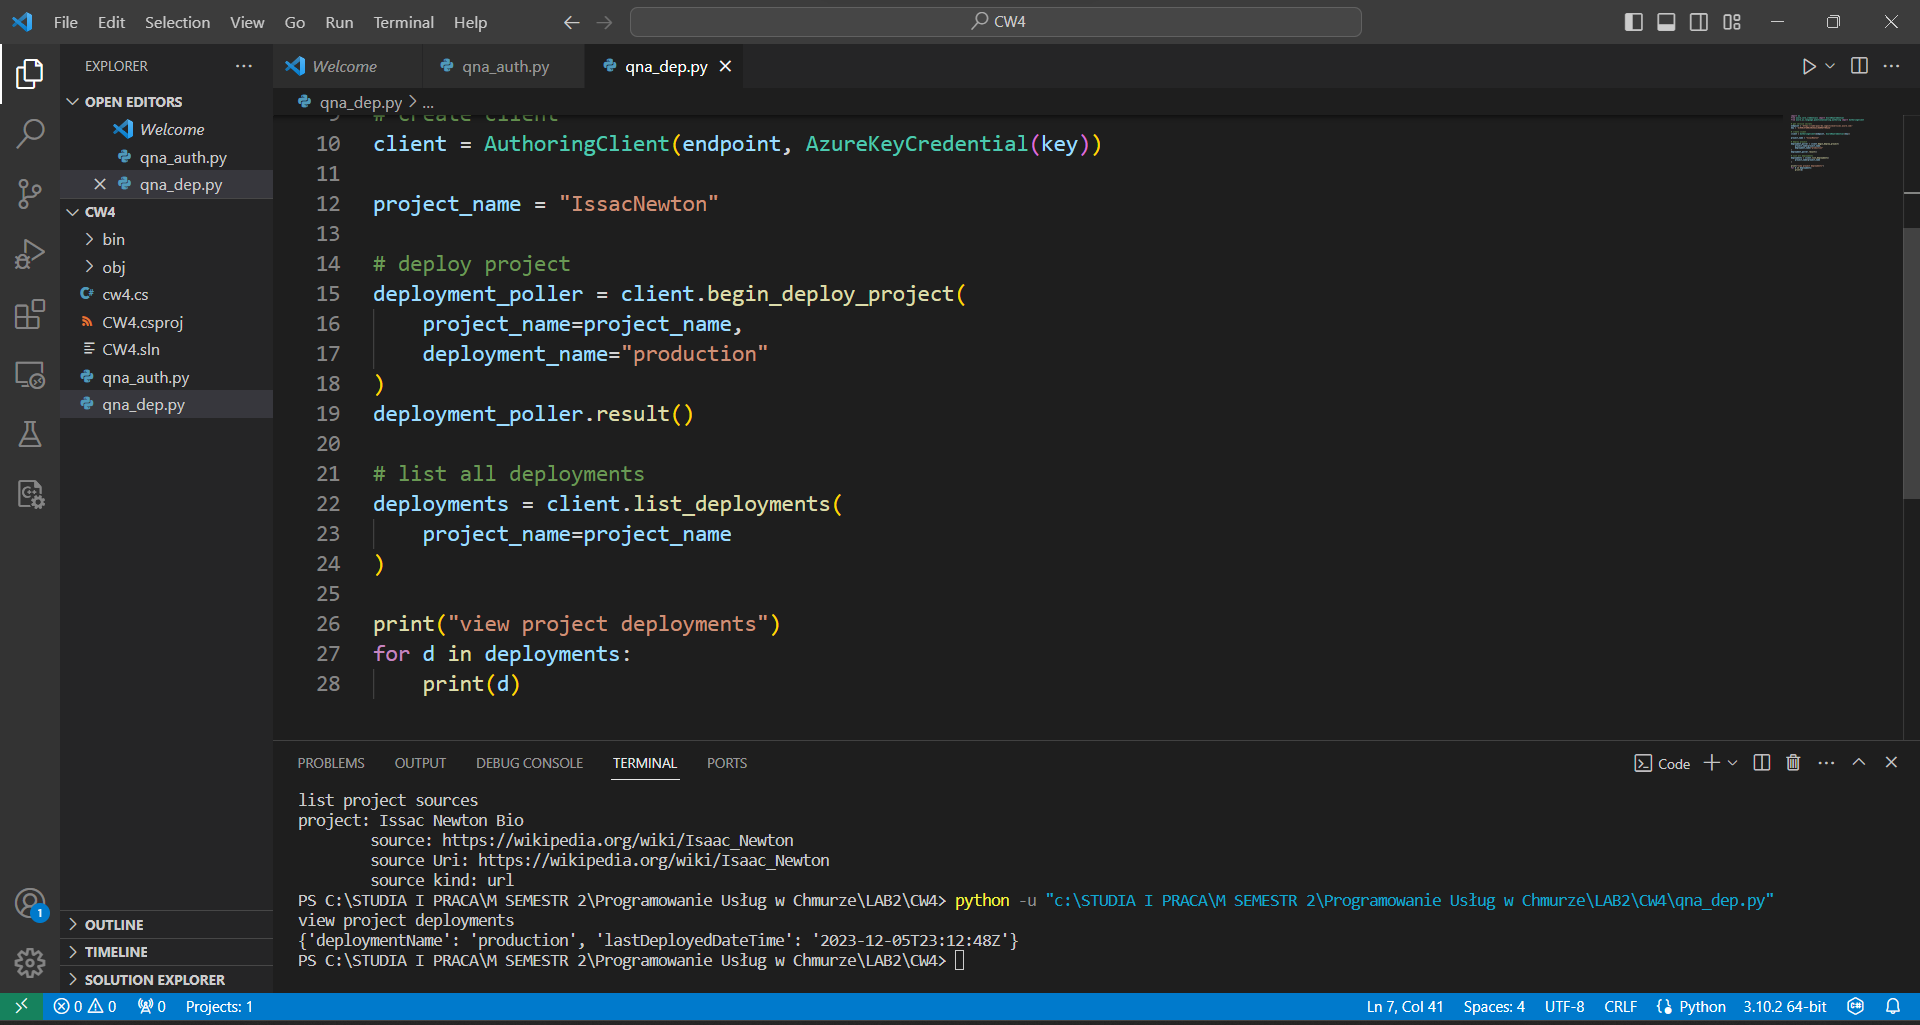 File Edit Selection View Go Run Terminal Help
CW4
EXPLORER
OPEN EDITORS
Welcome
qna_auth.py
qna_dep.py
CW4
bin
obj
cw4.cs
CW4.csproj
CW4.sln
qna_auth.py
qna_dep.py
OUTLINE
TIMELINE
SOLUTION EXPLORER
Welcome qna_auth.py qna_dep.py
qna_dep.py > ...
9 # create client
10 client = AuthoringClient(endpoint, AzureKeyCredential(key))
11
12 project_name = "IssacNewton"
13
14 # deploy project
15 deployment_poller = client.begin_deploy_project(
16 project_name=project_name,
17 deployment_name="production"
18 )
19 deployment_poller.result()
20
21 # list all deployments
22 deployments = client.list_deployments(
23 project_name=project_name
24 )
25
26 print("view project deployments")
27 for d in deployments:
28 print(d)
PROBLEMS OUTPUT DEBUG CONSOLE TERMINAL PORTS
Code
list project sources
project: Issac Newton Bio
source: https://wikipedia.org/wiki/Isaac_Newton
source Uri: https://wikipedia.org/wiki/Isaac_Newton
source kind: url
PS C:\STUDIA I PRACA\M SEMESTR 2\Programowanie Usług w Chmurze\LAB2\CW4> python -u "c:\STUDIA I PRACA\M SEMESTR 2\Programowanie Usług w Chmurze\LAB2\CW4\qna_dep.py"
view project deployments
{'deploymentName': 'production', 'lastDeployedDateTime': '2023-12-05T23:12:48Z'}
PS C:\STUDIA I PRACA\M SEMESTR 2\Programowanie Usług w Chmurze\LAB2\CW4>
1
0 0 0 Projects: 1
Ln 7, Col 41 Spaces: 4 UTF-8 CRLF Python 3.10.2 64-bit